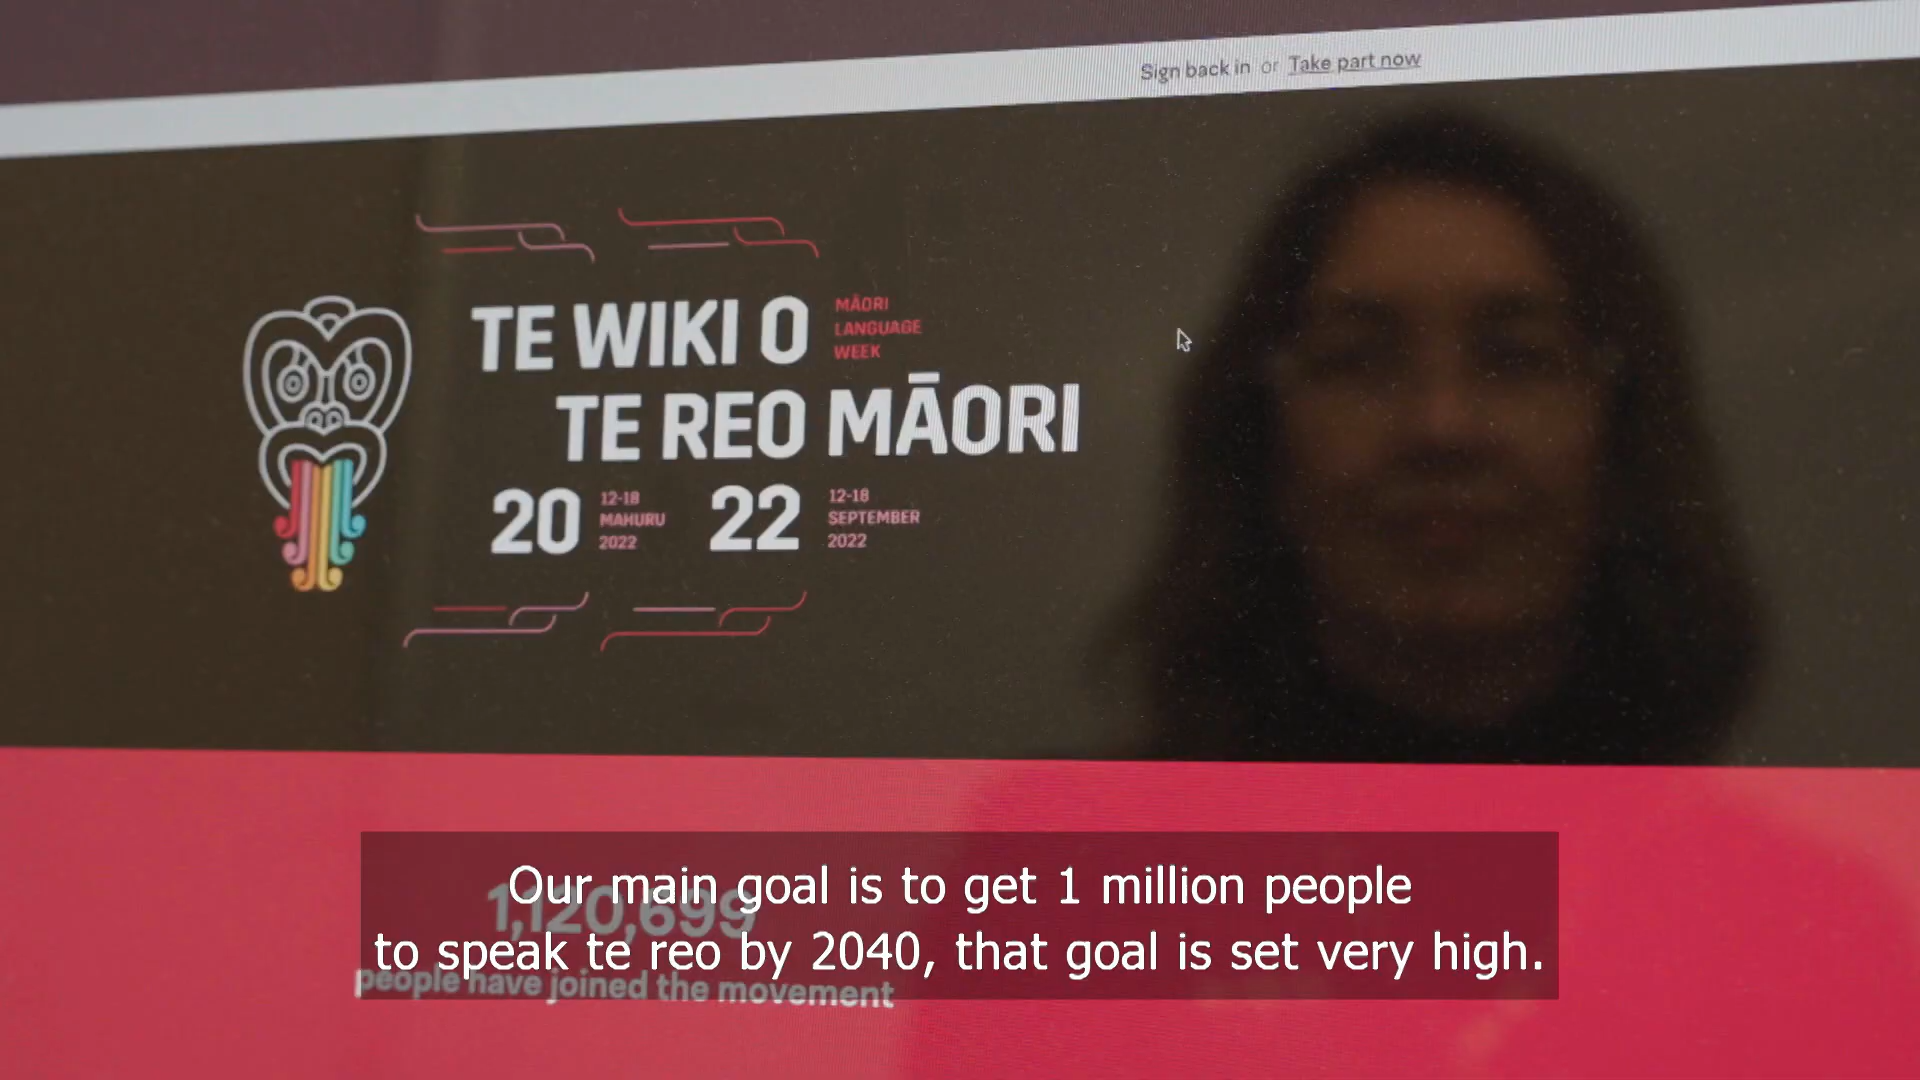 Sign back in or Take part now
TE WIKI O
MĀORI
LANGUAGE
WEEK
TE REO MĀORI
20
12-18
MAHURU
2022
22
12-18
SEPTEMBER
2022
1,120,699
people have joined the movement
Our main goal is to get 1 million people
to speak te reo by 2040, that goal is set very high.